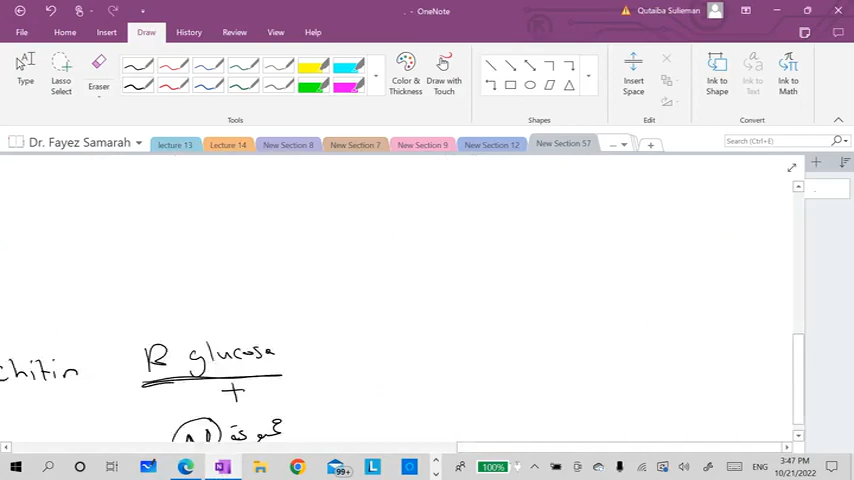 Qutaiba Sulieman
. - OneNote
File Home Insert Draw History Review View Help
Type
Lasso Select
Eraser
Color & Thickness
Draw with Touch
Insert Space
Ink to Shape
Ink to Text
Ink to Math
Tools Shapes Edit Convert
Dr. Fayez Samarah lecture 13 Lecture 14 New Section 8 New Section 7 New Section 9 New Section 12 New Section 57 Search (Ctrl+E)
glucose
chitin
+
N
99+ 100% ENG 3:47 PM
10/21/2022